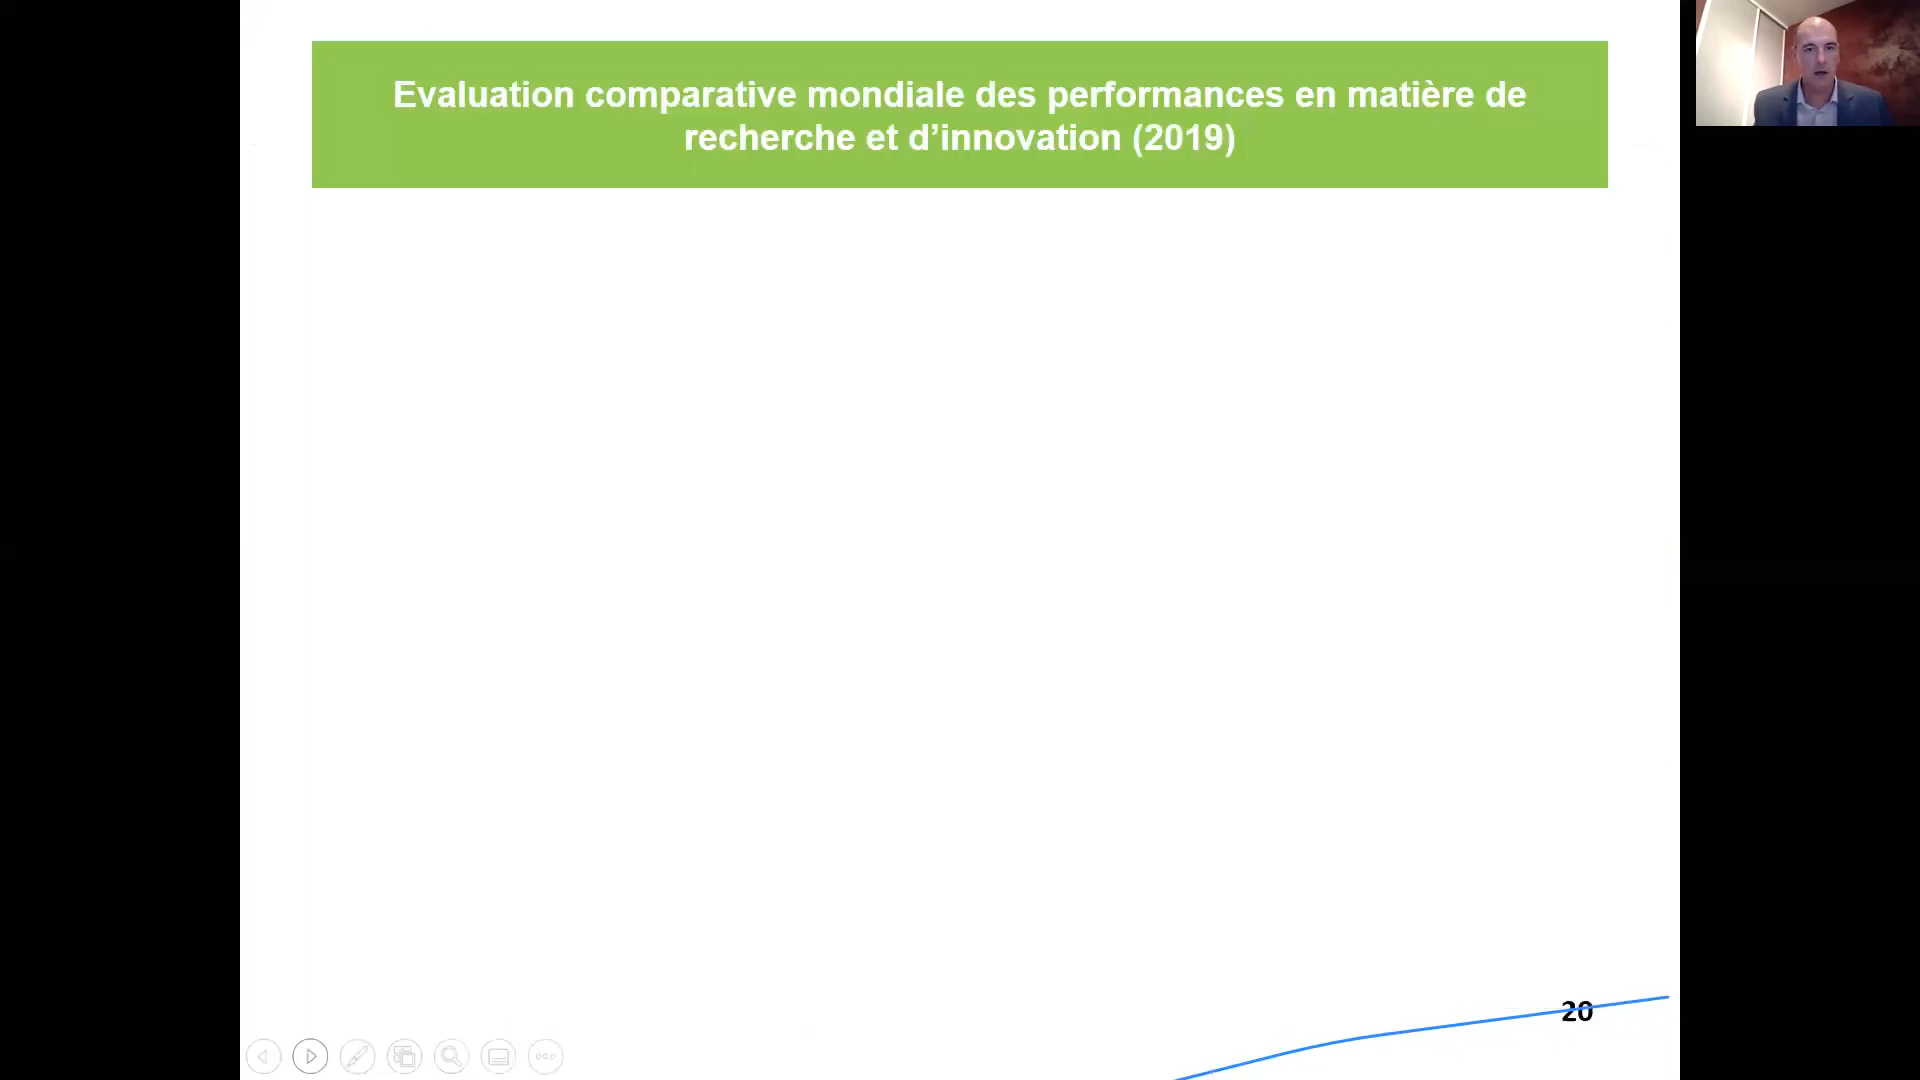 Evaluation comparative mondiale des performances en matière de
recherche et d’innovation (2019)
20